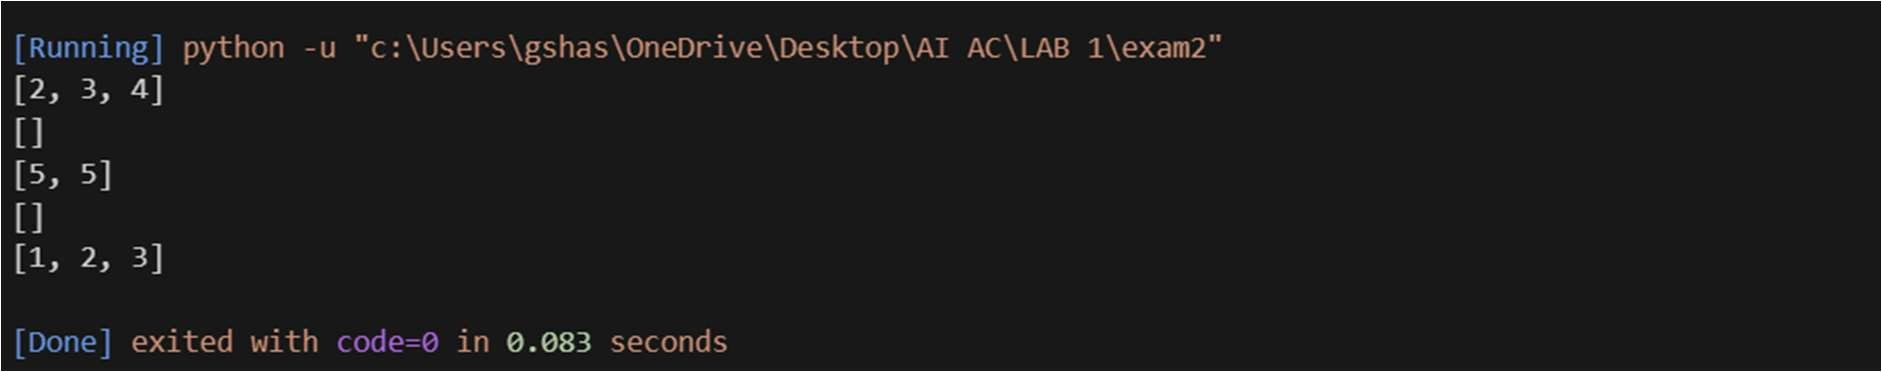 [Running] python -u "c:\Users\gshas\OneDrive\Desktop\AI AC\LAB 1\exam2"
[2, 3, 4]
[]
[5, 5]
[]
[1, 2, 3]
[Done] exited with code=0 in 0.083 seconds